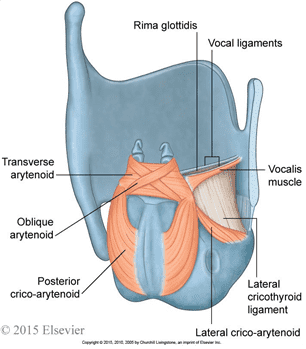 Rima glottidis
Vocal ligaments
Transverse
arytenoid
Vocalis
muscle
Oblique
arytenoid
Posterior
crico-arytenoid
Lateral
cricothyroid
ligament
Lateral crico-arytenoid
© 2015 Elsevier
Copyright © 2015, 2010, 2005 by Churchill Livingstone, an imprint of Elsevier Inc.